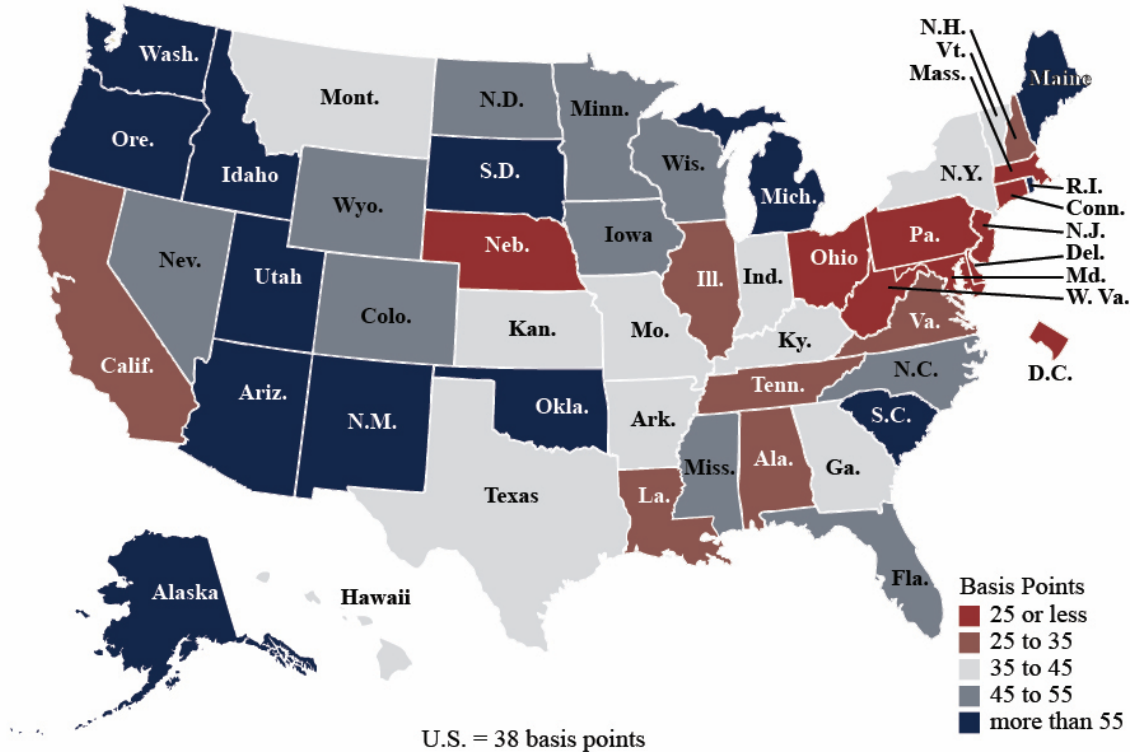 N.H.
Vt.
Mass.
Wash.
Maine
Mont.
N.D.
Minn.
Ore.
Idaho
S.D.
Wis.
N.Y.
Mich.
R.I.
Wyo.
Conn.
Iowa
N.J.
Neb.
Pa.
Ohio
Del.
Nev.
Ill.
Ind.
Md.
Utah
W. Va.
Colo.
Kan.
Mo.
Ky.
Va.
Calif.
D.C.
Tenn.
N.C.
Ariz.
N.M.
Okla.
Ark.
S.C.
Miss.
Ala.
Ga.
Texas
La.
Fla.
Alaska
Hawaii
Basis Points
25 or less
25 to 35
35 to 45
45 to 55
more than 55
U.S. = 38 basis points